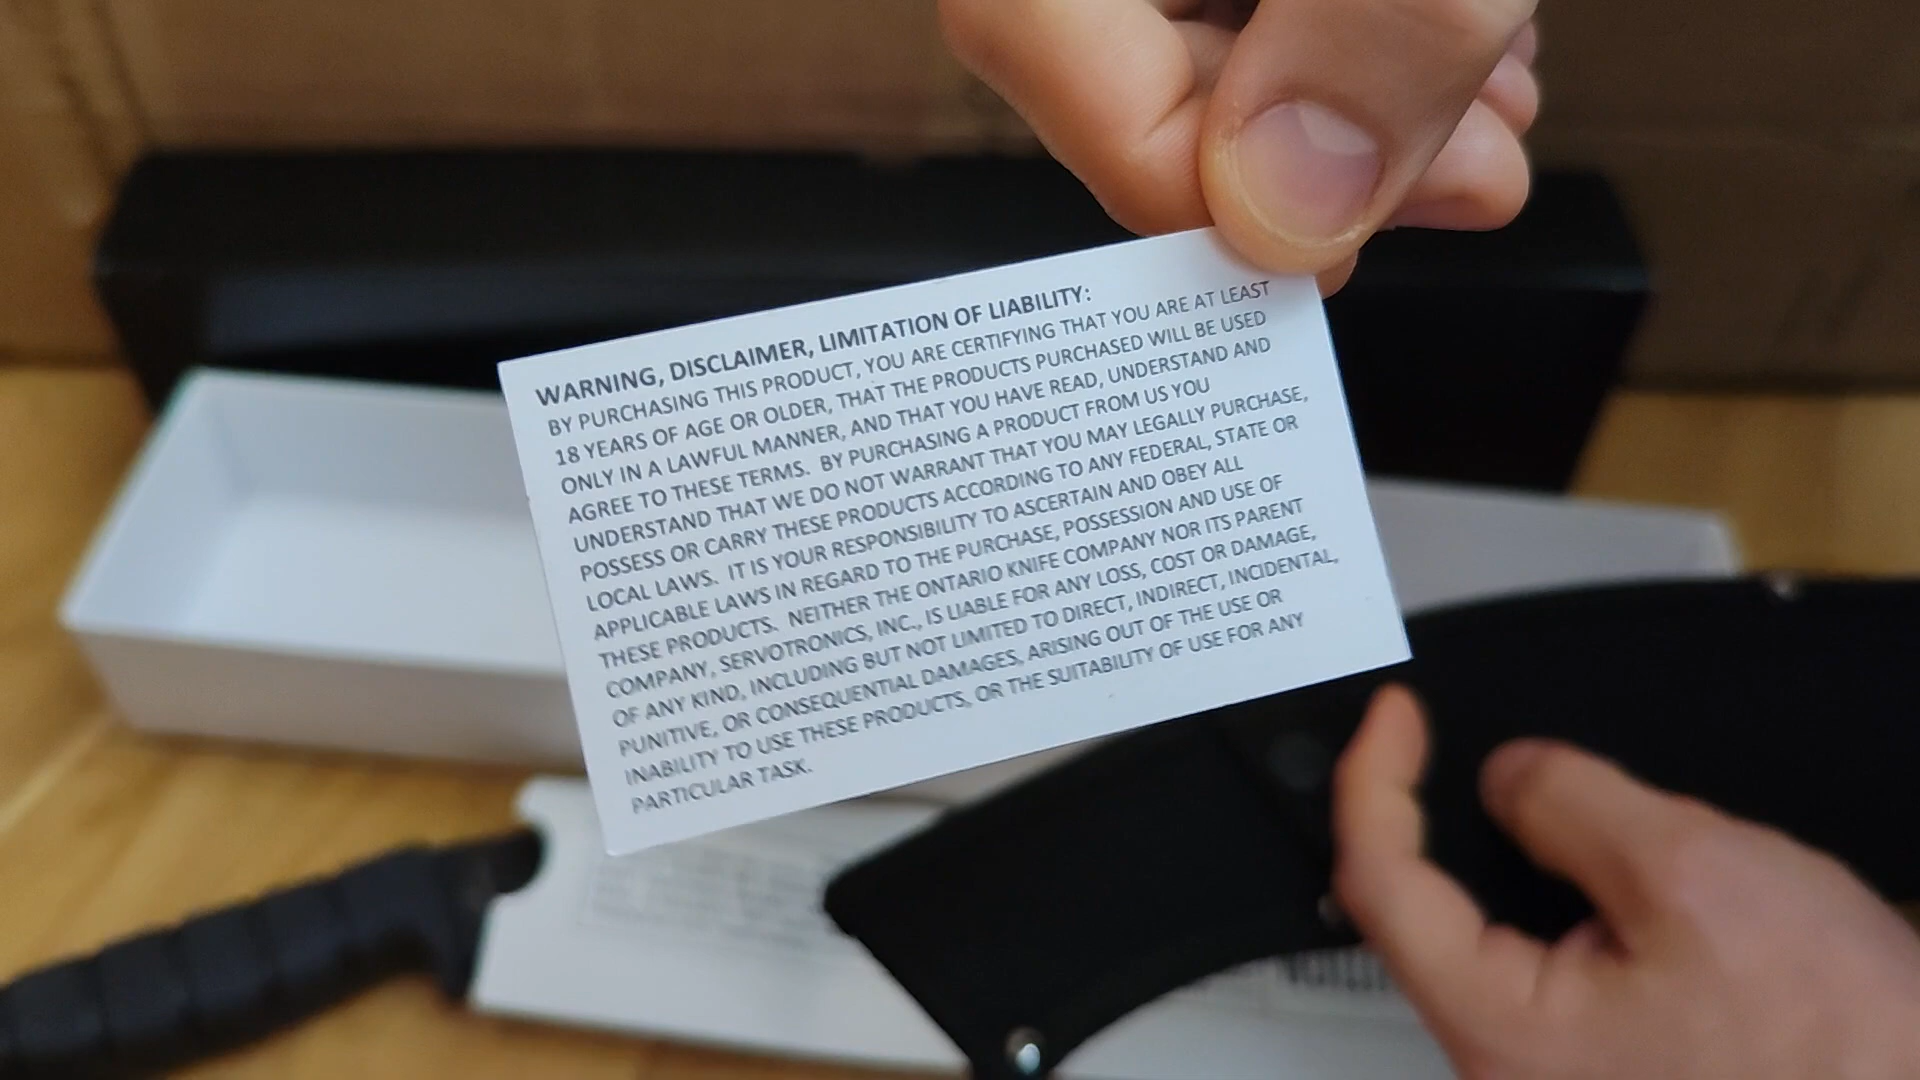 WARNING, DISCLAIMER, LIMITATION OF LIABILITY:
BY PURCHASING THIS PRODUCT, YOU ARE CERTIFYING THAT YOU ARE AT LEAST
18 YEARS OF AGE OR OLDER, THAT THE PRODUCTS PURCHASED WILL BE USED
ONLY IN A LAWFUL MANNER, AND THAT YOU HAVE READ, UNDERSTAND AND
AGREE TO THESE TERMS. BY PURCHASING A PRODUCT FROM US YOU
UNDERSTAND THAT WE DO NOT WARRANT THAT YOU MAY LEGALLY PURCHASE,
POSSESS OR CARRY THESE PRODUCTS ACCORDING TO ANY FEDERAL, STATE OR
LOCAL LAWS. IT IS YOUR RESPONSIBILITY TO ASCERTAIN AND OBEY ALL
APPLICABLE LAWS IN REGARD TO THE PURCHASE, POSSESSION AND USE OF
THESE PRODUCTS. NEITHER THE ONTARIO KNIFE COMPANY NOR ITS PARENT
COMPANY, SERVOTRONICS, INC., IS LIABLE FOR ANY LOSS, COST OR DAMAGE,
OF ANY KIND, INCLUDING BUT NOT LIMITED TO DIRECT, INDIRECT, INCIDENTAL,
PUNITIVE, OR CONSEQUENTIAL DAMAGES, ARISING OUT OF THE USE OR
INABILITY TO USE THESE PRODUCTS, OR THE SUITABILITY OF USE FOR ANY
PARTICULAR TASK.